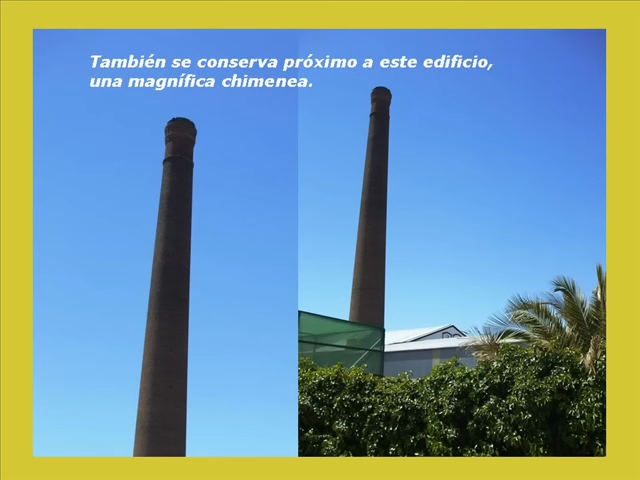 También se conserva próximo a este edificio,
una magnífica chimenea.